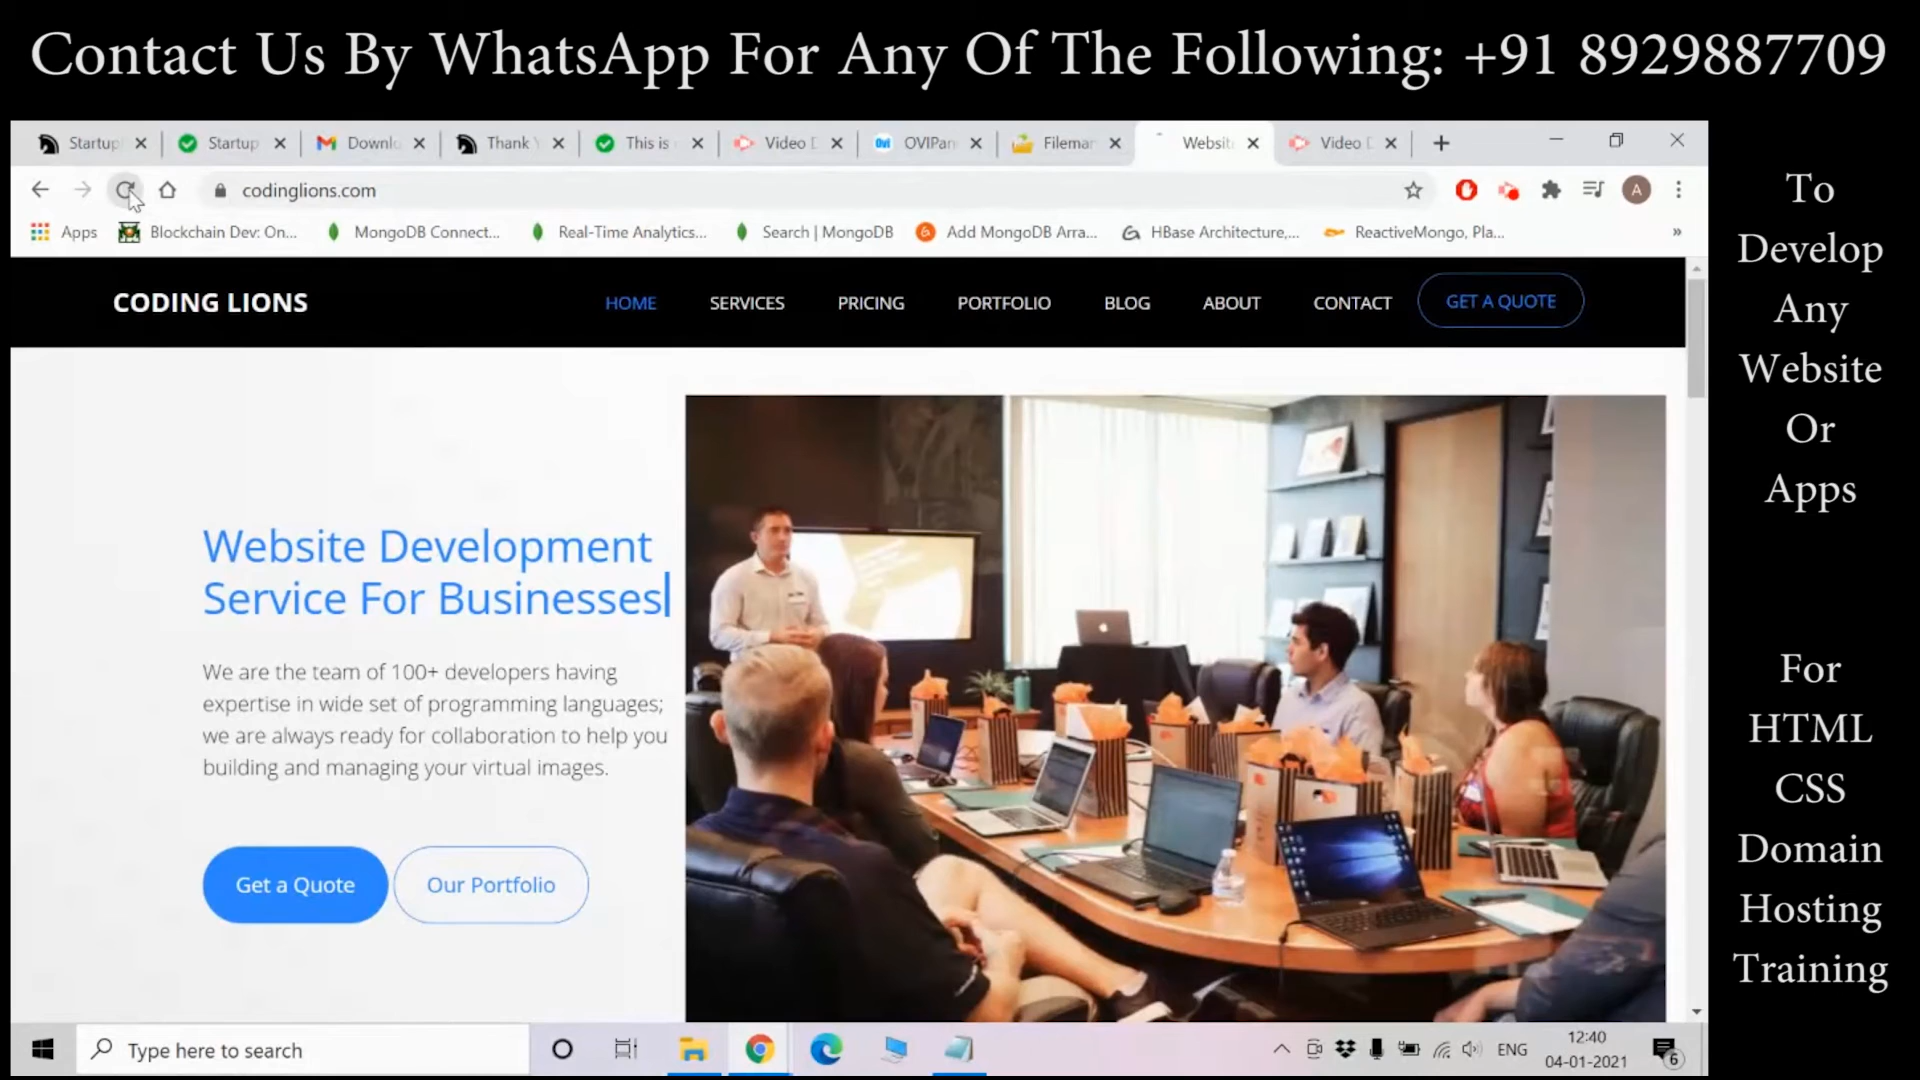 Contact Us By WhatsApp For Any Of The Following: +91 8929887709
Startup
Startup
Downlo
Thank Y
This is
Video D
OVIPan
Filemar
Websit
Video D
codinglions.com
A
Apps
Blockchain Dev: On...
MongoDB Connect...
Real-Time Analytics...
Search | MongoDB
Add MongoDB Arra...
HBase Architecture,...
ReactiveMongo, Pla...
»
CODING LIONS
HOME
SERVICES
PRICING
PORTFOLIO
BLOG
ABOUT
CONTACT
GET A QUOTE
Website Development
Service For Businesses
We are the team of 100+ developers having
expertise in wide set of programming languages;
we are always ready for collaboration to help you
building and managing your virtual images.
Get a Quote
Our Portfolio
Type here to search
ENG
12:40
04-01-2021
6
To
Develop
Any
Website
Or
Apps
For
HTML
CSS
Domain
Hosting
Training